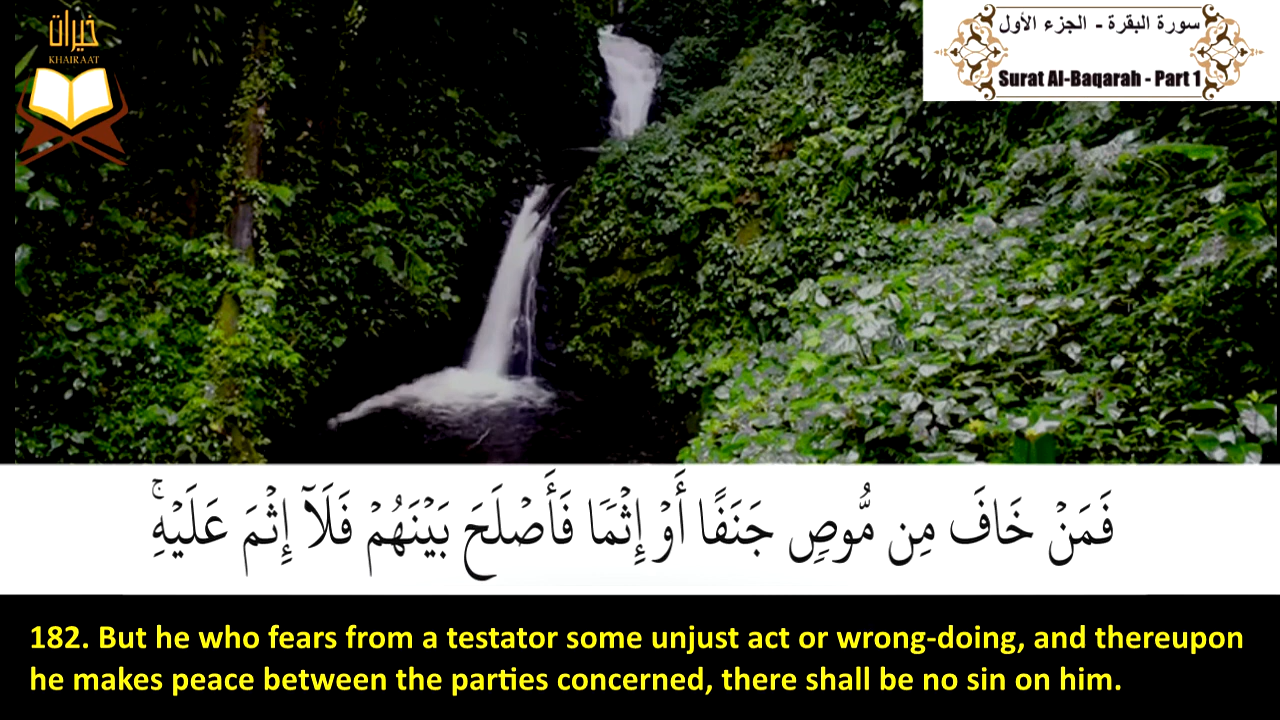 خيرات
KHAIRAAT
سورة البقرة - الجزء الأول
Surat Al-Baqarah - Part 1
فَمَنْ خَافَ مِن مُّوصٍ جَنَفًا أَوْ إِثْمًا فَأَصْلَحَ بَيْنَهُمْ فَلَآ إِثْمَ عَلَيْهِ ۚ
182. But he who fears from a testator some unjust act or wrong-doing, and thereupon
he makes peace between the parties concerned, there shall be no sin on him.